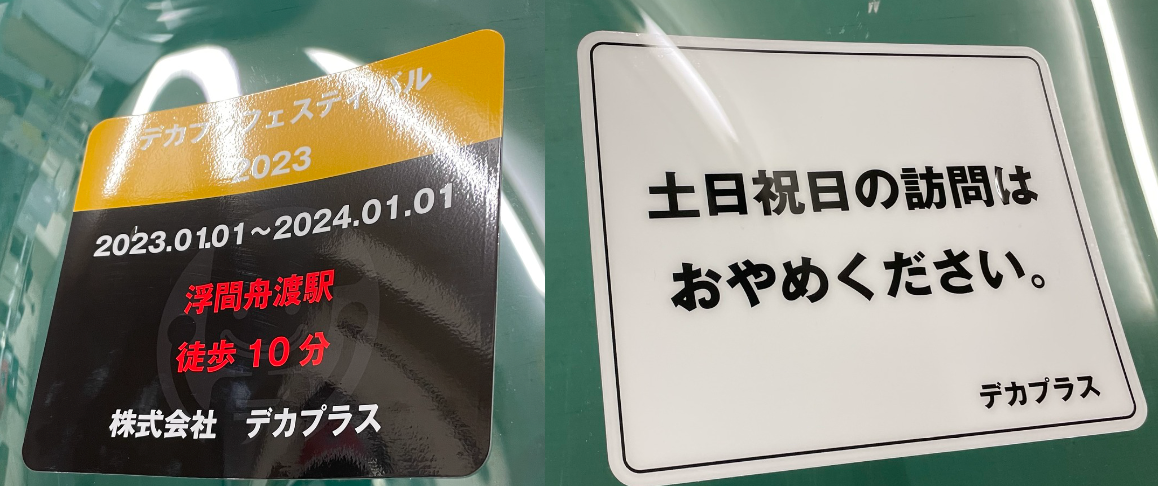 デカプラフェスティバル
2023
2023.01.01～2024.01.01
浮間舟渡駅
徒歩 10 分
株式会社　デカプラス
土日祝日の訪問は
おやめください。
デカプラス